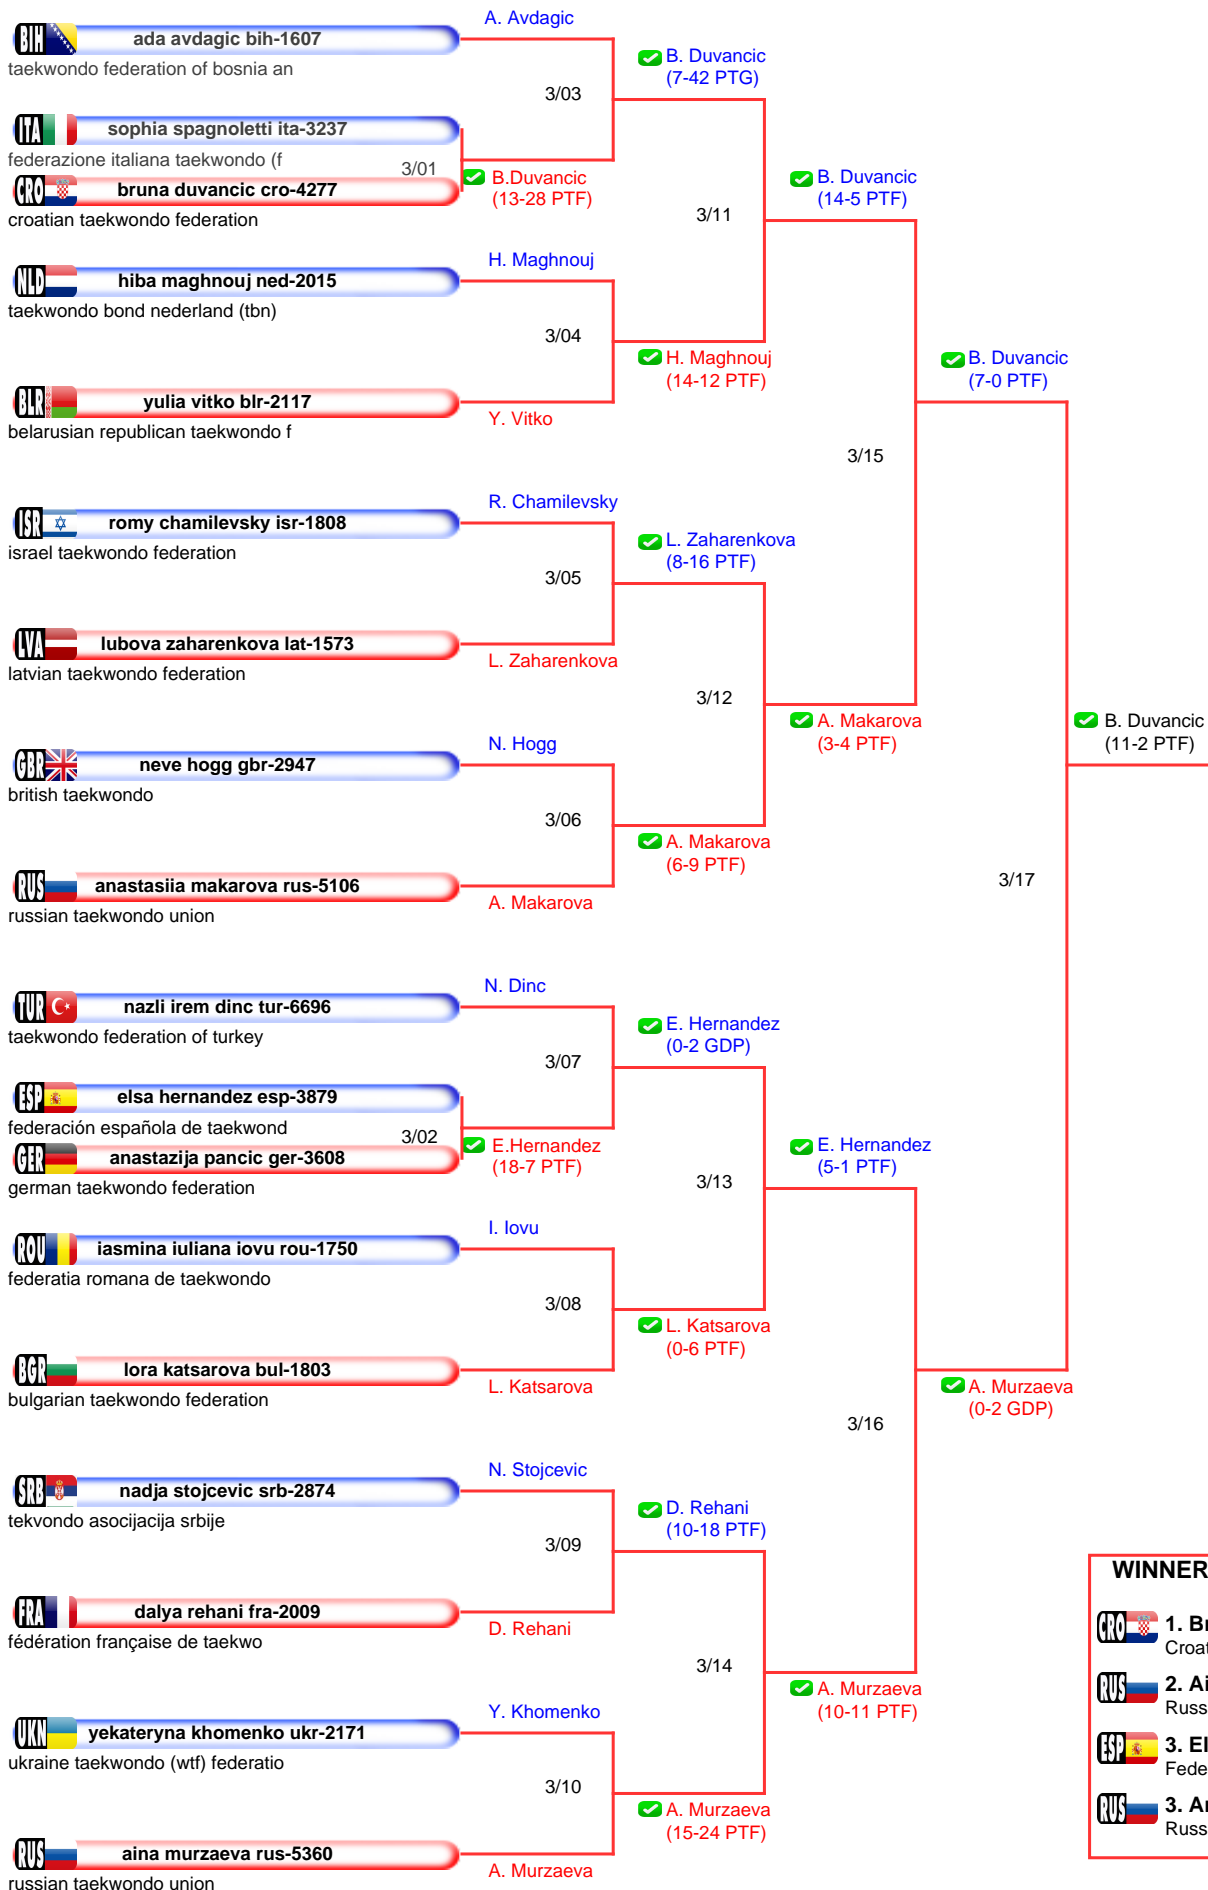 A. Avdagic
BIH ada avdagic bih-1607
taekwondo federation of bosnia an
B. Duvancic
(7-42 PTG)
3/03
ITA sophia spagnoletti ita-3237
federazione italiana taekwondo (f
3/01
CRO bruna duvancic cro-4277
croatian taekwondo federation
B.Duvancic
(13-28 PTF)
B. Duvancic
(14-5 PTF)
3/11
H. Maghnouj
NLD hiba maghnouj ned-2015
taekwondo bond nederland (tbn)
3/04
H. Maghnouj
(14-12 PTF)
B. Duvancic
(7-0 PTF)
BLR yulia vitko blr-2117
belarusian republican taekwondo f
Y. Vitko
3/15
R. Chamilevsky
ISR romy chamilevsky isr-1808
israel taekwondo federation
L. Zaharenkova
(8-16 PTF)
3/05
LVA lubova zaharenkova lat-1573
latvian taekwondo federation
L. Zaharenkova
3/12
A. Makarova
(3-4 PTF)
B. Duvancic
(11-2 PTF)
N. Hogg
GBR neve hogg gbr-2947
british taekwondo
3/06
A. Makarova
(6-9 PTF)
RUS anastasiia makarova rus-5106
russian taekwondo union
A. Makarova
3/17
N. Dinc
TUR nazli irem dinc tur-6696
taekwondo federation of turkey
E. Hernandez
(0-2 GDP)
3/07
ESP elsa hernandez esp-3879
federación española de taekwond
3/02
GER anastazija pancic ger-3608
german taekwondo federation
E.Hernandez
(18-7 PTF)
E. Hernandez
(5-1 PTF)
3/13
I. Iovu
ROU iasmina iuliana iovu rou-1750
federatia romana de taekwondo
3/08
L. Katsarova
(0-6 PTF)
BGR lora katsarova bul-1803
bulgarian taekwondo federation
L. Katsarova
A. Murzaeva
(0-2 GDP)
3/16
N. Stojcevic
SRB nadja stojcevic srb-2874
tekvondo asocijacija srbije
D. Rehani
(10-18 PTF)
3/09
FRA dalya rehani fra-2009
fédération française de taekwo
D. Rehani
3/14
A. Murzaeva
(10-11 PTF)
Y. Khomenko
UKN yekateryna khomenko ukr-2171
ukraine taekwondo (wtf) federatio
3/10
A. Murzaeva
(15-24 PTF)
RUS aina murzaeva rus-5360
russian taekwondo union
A. Murzaeva
WINNER
CRO 1. Br
Croat
RUS 2. Ai
Russ
ESP 3. El
Fede
RUS 3. Ar
Russ